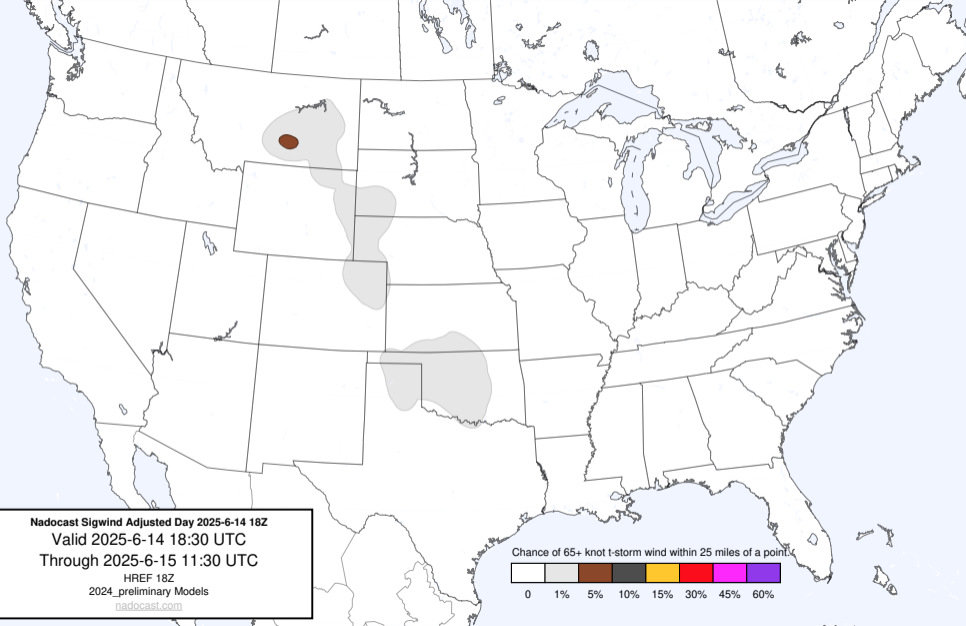 Nadocast Sigwind Adjusted Day 2025-6-14 18Z
Valid 2025-6-14 18:30 UTC
Through 2025-6-15 11:30 UTC
HREF 18Z
2024_preliminary Models
nadocast.com
Chance of 65+ knot t-storm wind within 25 miles of a point.
0 1% 5% 10% 15% 30% 45% 60%